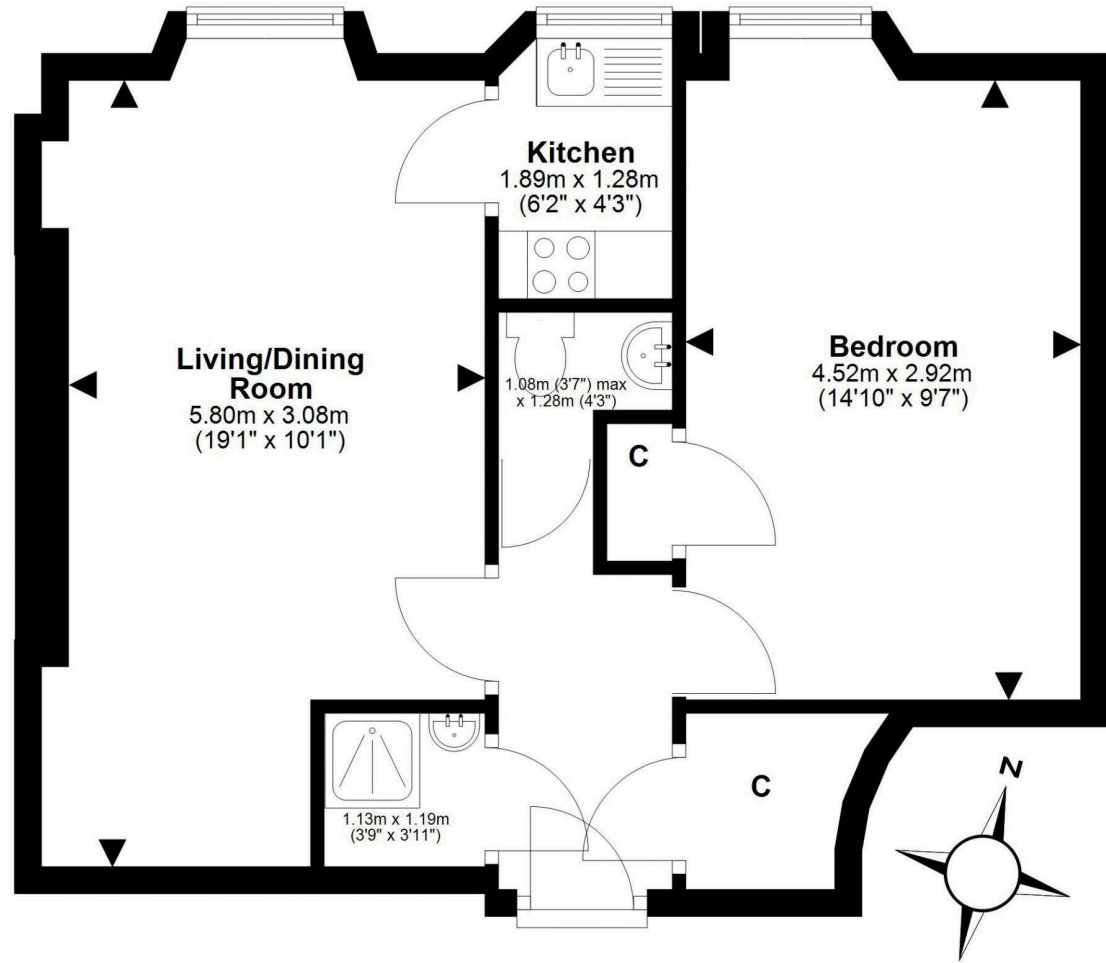 Kitchen
1.89m x 1.28m
(6'2" x 4'3")
Living/Dining
Room
5.80m x 3.08m
(19'1" x 10'1")
1.08m (3'7") max
x 1.28m (4'3")
Bedroom
4.52m x 2.92m
(14'10" x 9'7")
C
1.13m x 1.19m
(3'9" x 3'11")
C
N